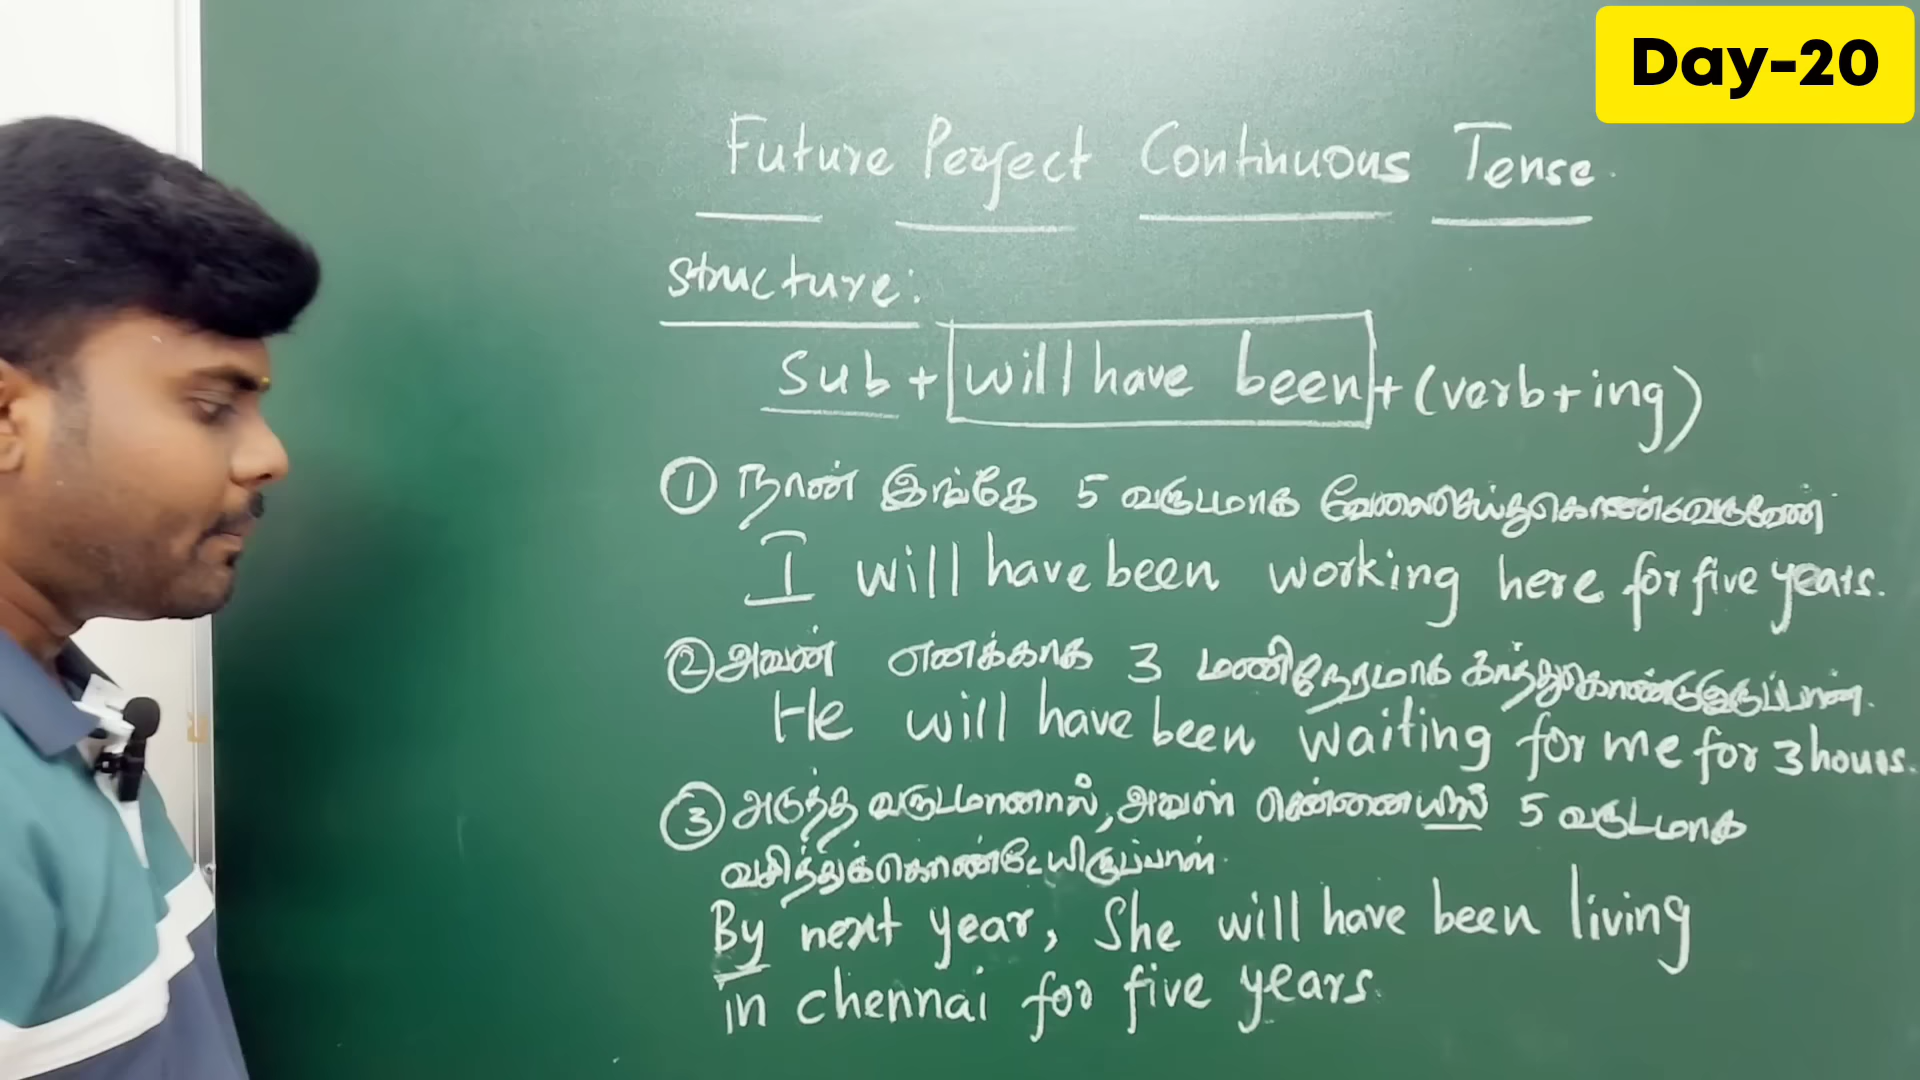 Day-20
Future Perfect Continuous Tense.
structure:
Sub + will have been + (verb+ing)
① நான் இங்கே 5 வருடமாக வேலைசெய்துகொண்டுவருவேன்
I will have been working here for five years.
② அவன் எனக்காக 3 மணிநேரமாக காத்துகொண்டுஇருப்பான்.
He will have been waiting for me for 3 hours.
③ அடுத்த வருடமானால், அவள் சென்னையில் 5 வருடமாக
வசித்துக்கொண்டேயிருப்பாள்.
By next year, She will have been living
in chennai for five years.